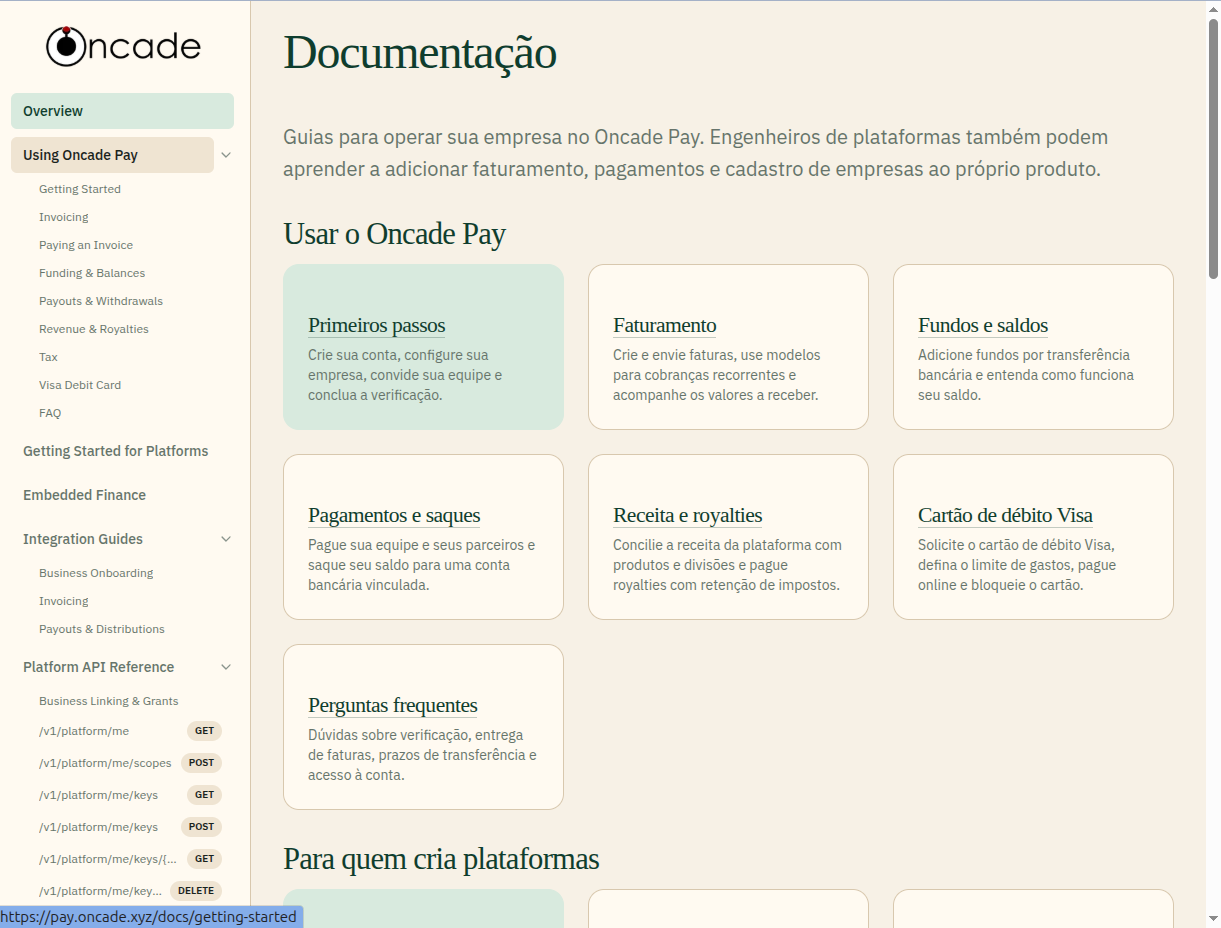 Oncade
Overview
Using Oncade Pay
Getting Started
Invoicing
Paying an Invoice
Funding & Balances
Payouts & Withdrawals
Revenue & Royalties
Tax
Visa Debit Card
FAQ
Getting Started for Platforms
Embedded Finance
Integration Guides
Business Onboarding
Invoicing
Payouts & Distributions
Platform API Reference
Business Linking & Grants
/v1/platform/me GET
/v1/platform/me/scopes POST
/v1/platform/me/keys GET
/v1/platform/me/keys POST
/v1/platform/me/keys/{... GET
/v1/platform/me/key... DELETE
https://pay.oncade.xyz/docs/getting-started
Documentação
Guias para operar sua empresa no Oncade Pay. Engenheiros de plataformas também podem
aprender a adicionar faturamento, pagamentos e cadastro de empresas ao próprio produto.
Usar o Oncade Pay
Primeiros passos
Crie sua conta, configure sua
empresa, convide sua equipe e
conclua a verificação.
Faturamento
Crie e envie faturas, use modelos
para cobranças recorrentes e
acompanhe os valores a receber.
Fundos e saldos
Adicione fundos por transferência
bancária e entenda como funciona
seu saldo.
Pagamentos e saques
Pague sua equipe e seus parceiros e
saque seu saldo para uma conta
bancária vinculada.
Receita e royalties
Concilie a receita da plataforma com
produtos e divisões e pague
royalties com retenção de impostos.
Cartão de débito Visa
Solicite o cartão de débito Visa,
defina o limite de gastos, pague
online e bloqueie o cartão.
Perguntas frequentes
Dúvidas sobre verificação, entrega
de faturas, prazos de transferência e
acesso à conta.
Para quem cria plataformas